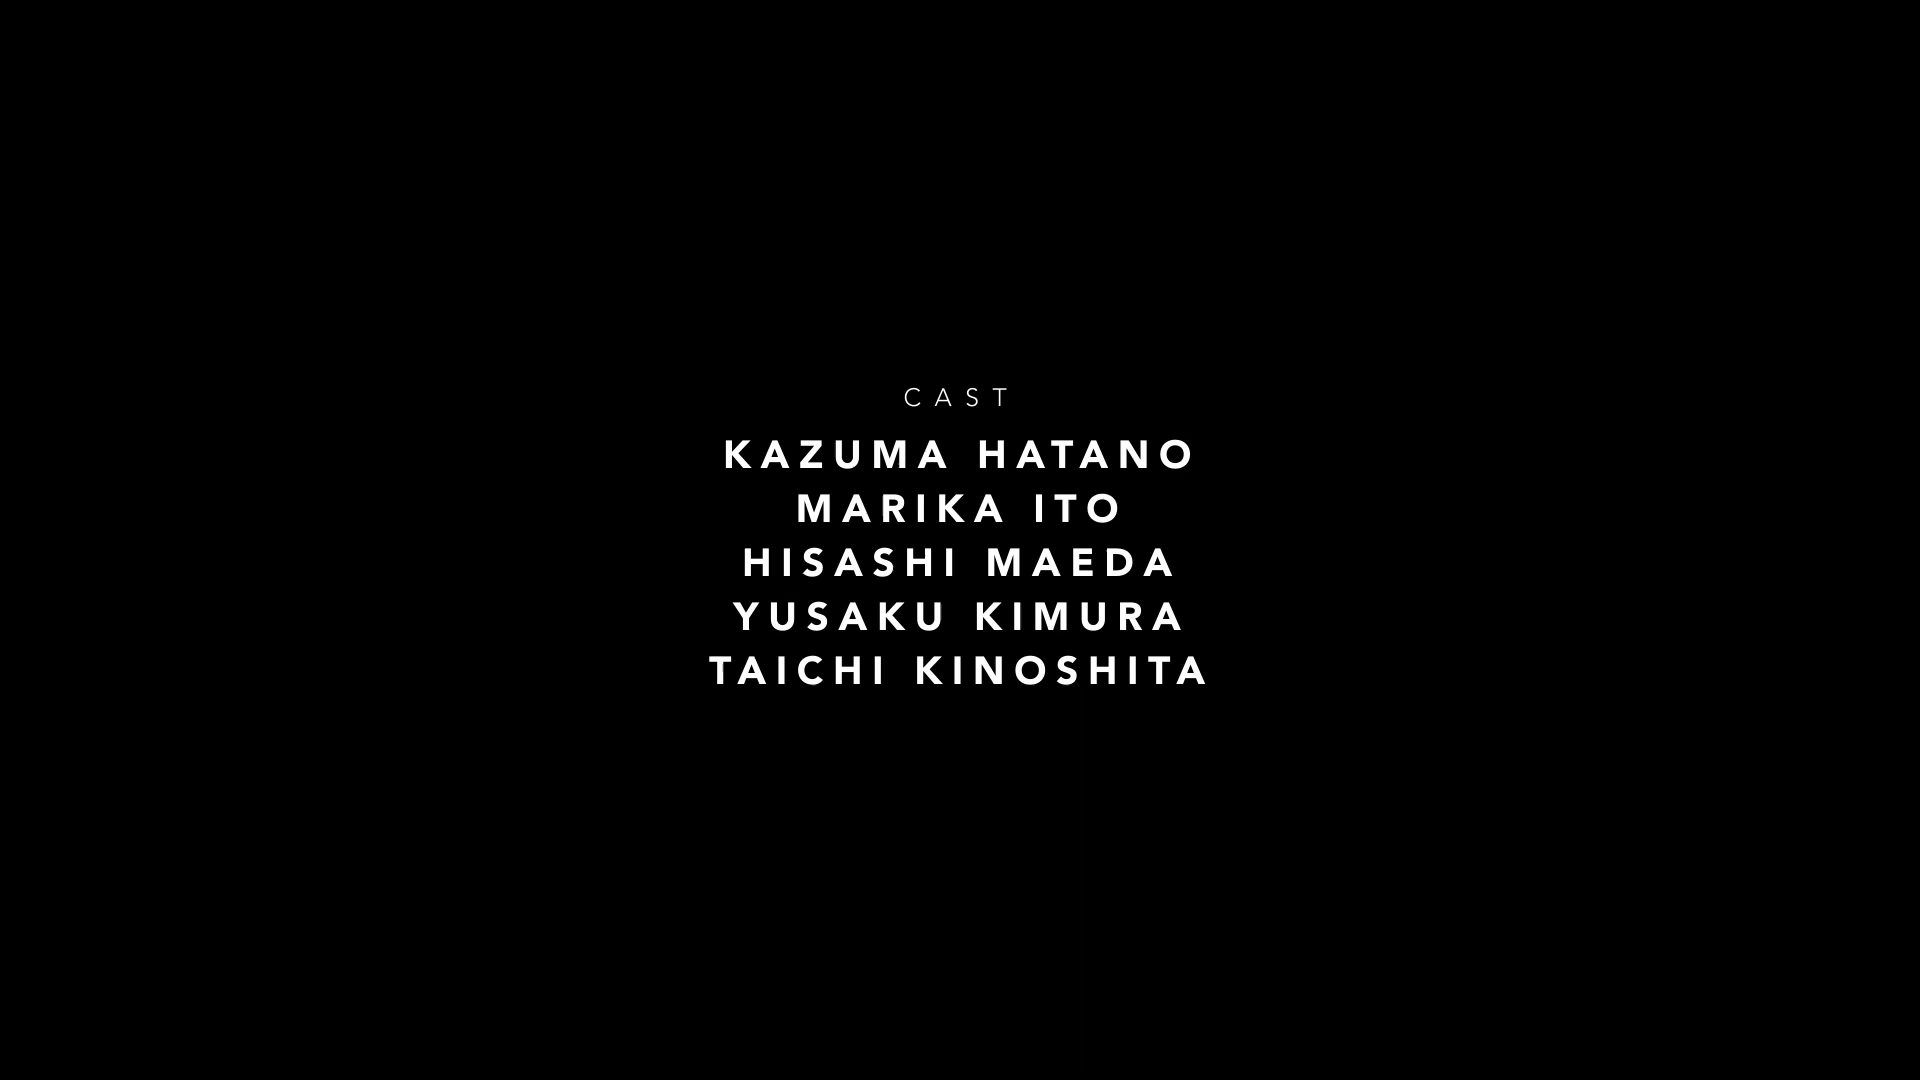 CAST
KAZUMA HATANO
MARIKA ITO
HISASHI MAEDA
YUSAKU KIMURA
TAICHI KINOSHITA